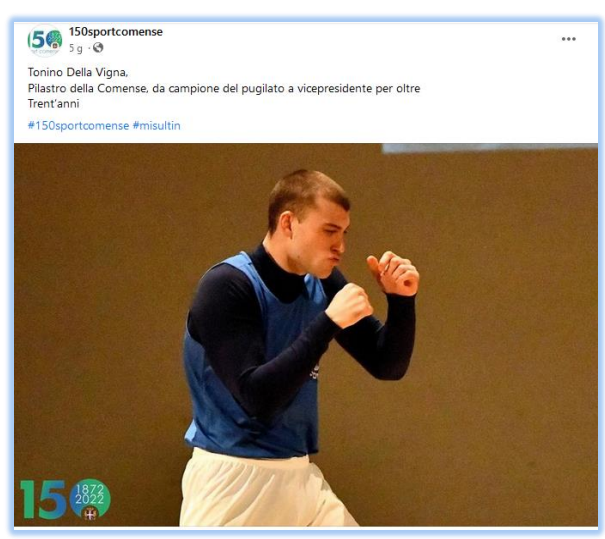 150
150sportcomense
5 g
Tonino Della Vigna,
Pilastro della Comense, da campione del pugilato a vicepresidente per oltre
Trent'anni
#150sportcomense #misultin
150
1872
2022